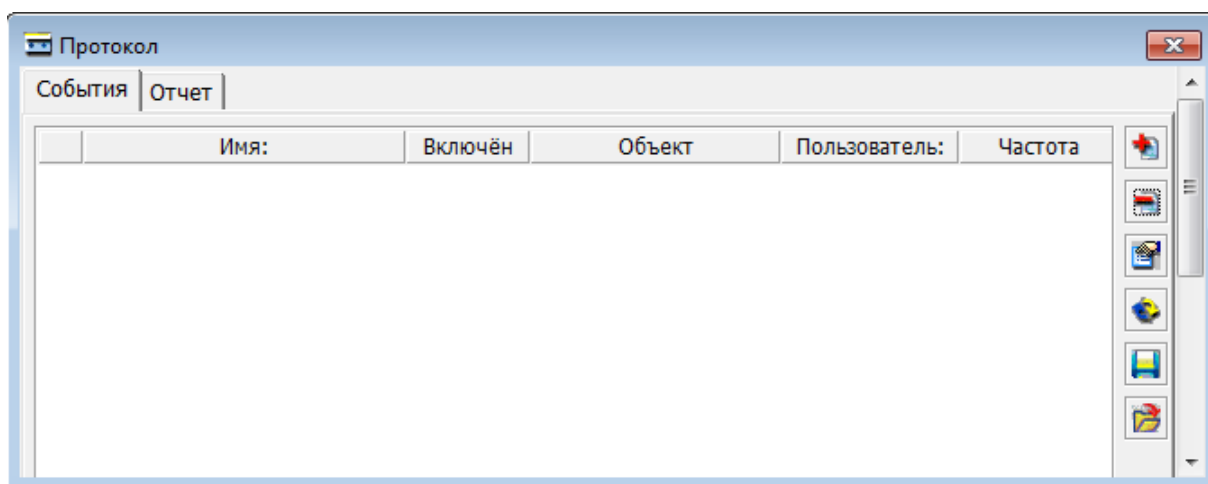 Протокол
События Отчет
Имя: Включён Объект Пользователь: Частота